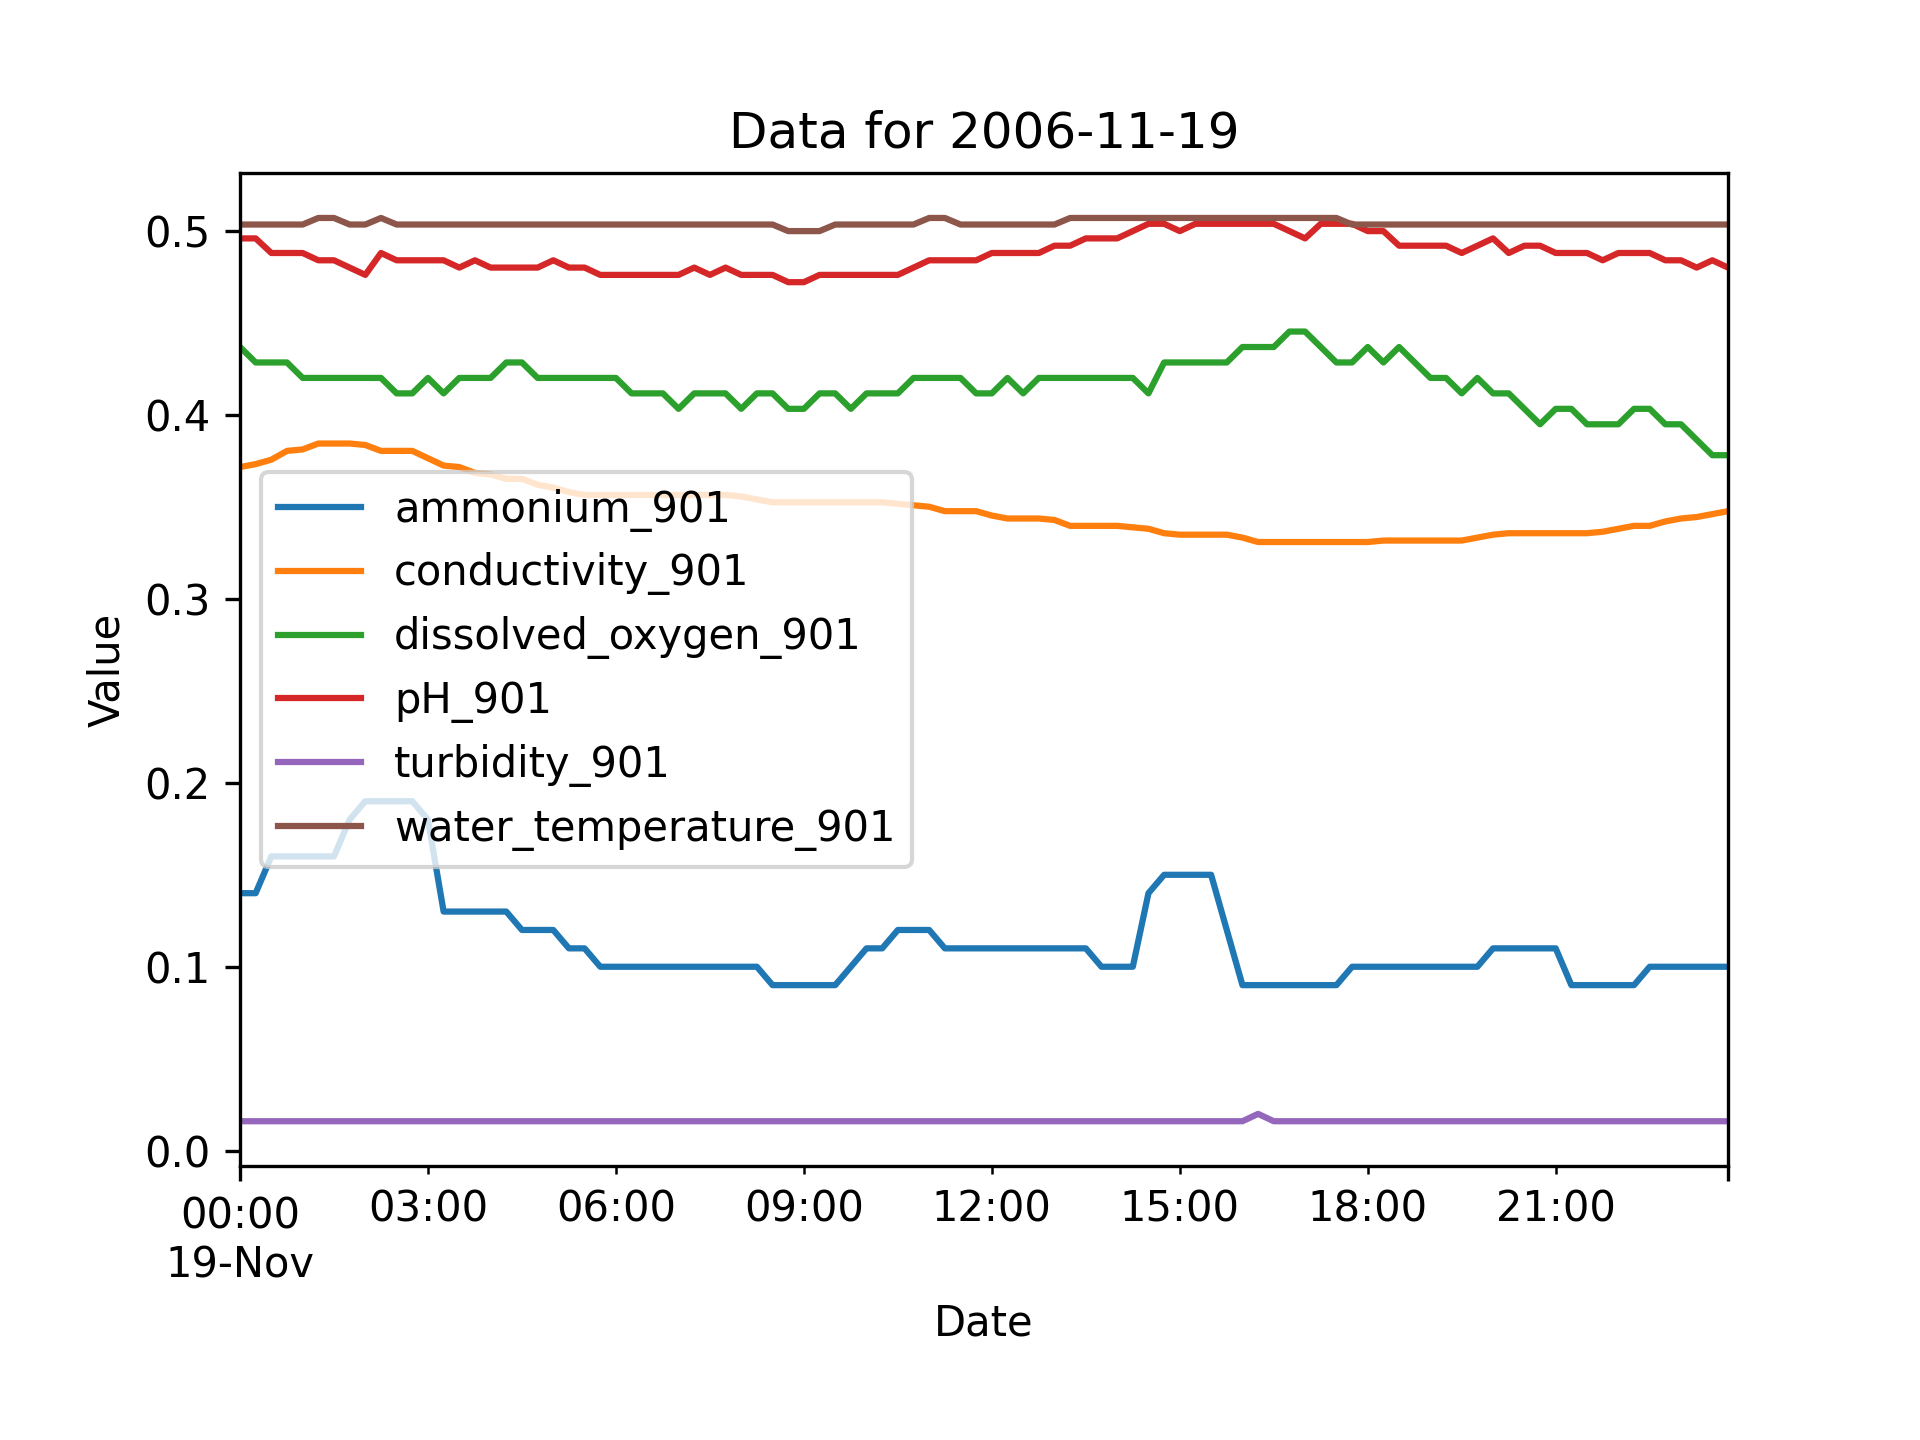 Data for 2006-11-19
Value
0.5
0.4
0.3
0.2
0.1
0.0
ammonium_901
conductivity_901
dissolved_oxygen_901
pH_901
turbidity_901
water_temperature_901
00:00 03:00 06:00 09:00 12:00 15:00 18:00 21:00
19-Nov
Date